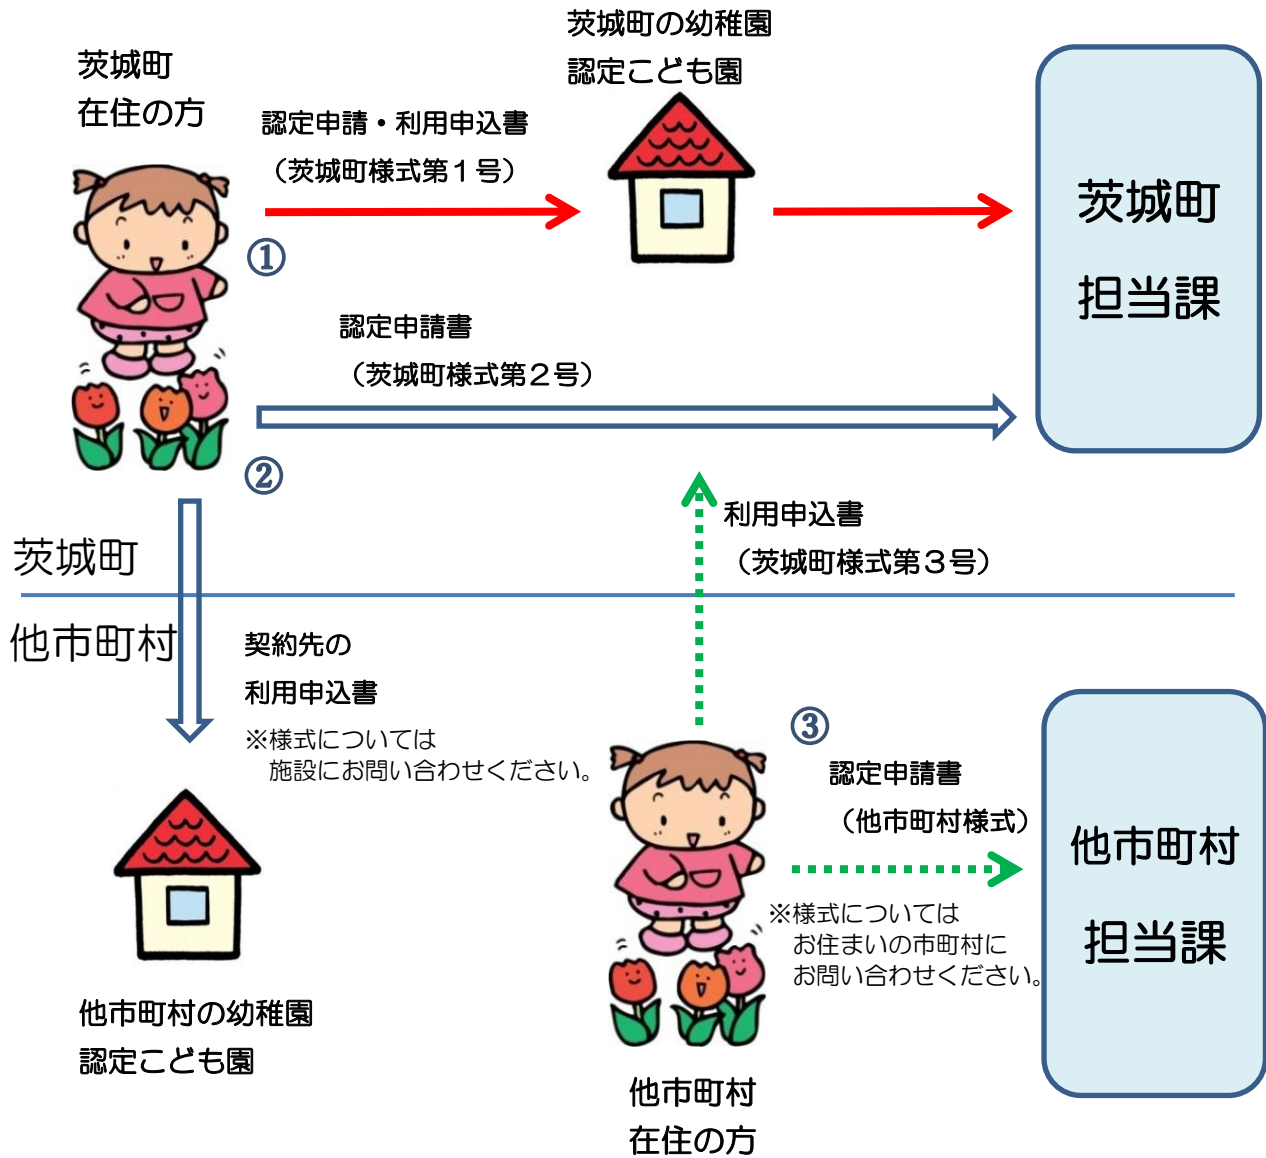 茨城町
在住の方
認定申請・利用申込書
（茨城町様式第１号）
茨城町の幼稚園
認定こども園
茨城町
担当課
①
認定申請書
（茨城町様式第２号）
②
利用申込書
（茨城町様式第３号）
茨城町
他市町村
契約先の
利用申込書
※様式については
施設にお問い合わせください。
③
認定申請書
（他市町村様式）
※様式については
お住まいの市町村に
お問い合わせください。
他市町村
担当課
他市町村の幼稚園
認定こども園
他市町村
在住の方